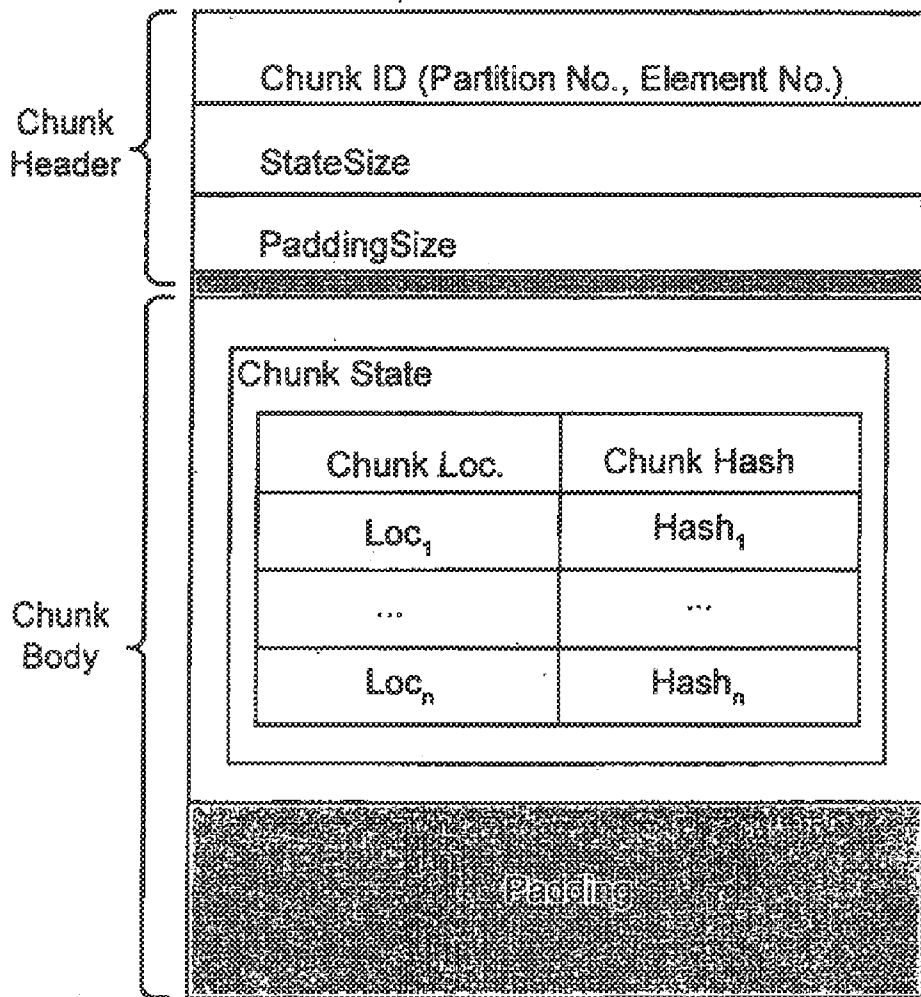 Chunk ID (Partition No., Element No.)
Chunk
Header
StateSize
PaddingSize
Chunk State
Chunk Loc. Chunk Hash
Loc₁ Hash₁
... ...
Locₙ Hashₙ
Chunk
Body
Padding